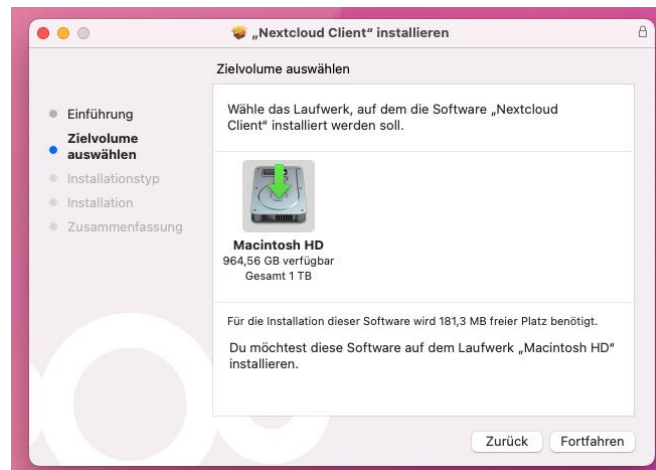 „Nextcloud Client“ installieren
Zielvolume auswählen
Einführung
Zielvolume
auswählen
Installationstyp
Installation
Zusammenfassung
Wähle das Laufwerk, auf dem die Software „Nextcloud
Client“ installiert werden soll.
Macintosh HD
964,56 GB verfügbar
Gesamt 1 TB
Für die Installation dieser Software wird 181,3 MB freier Platz benötigt.
Du möchtest diese Software auf dem Laufwerk „Macintosh HD“
installieren.
Zurück
Fortfahren